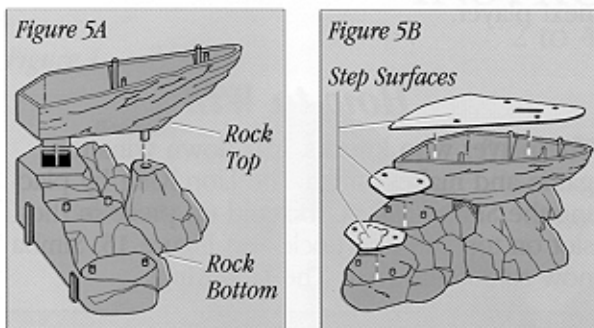 Figure 5A
Rock
Top
Rock
Bottom
Figure 5B
Step Surfaces